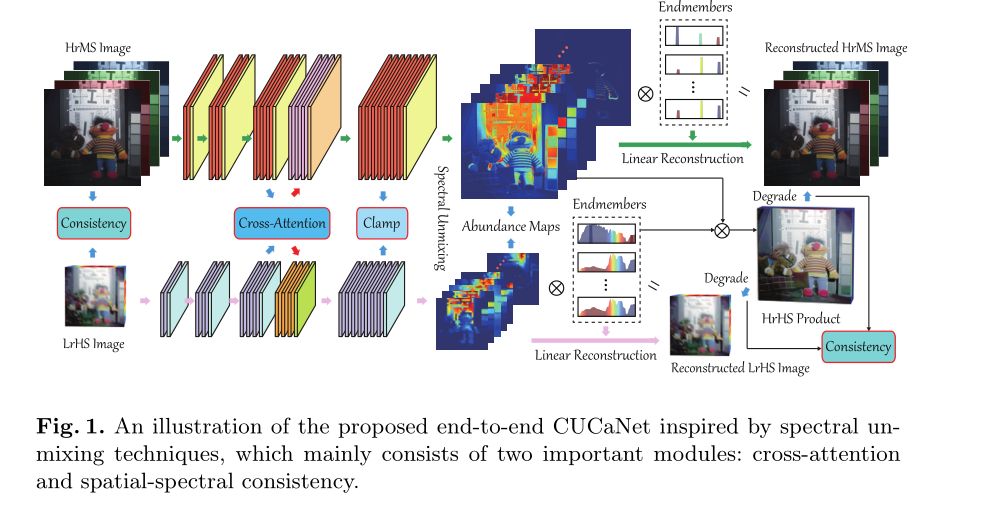 Endmembers
HrMS Image
Reconstructed HrMS Image
Linear Reconstruction
Spectral Unmixing
Degrade
Endmembers
Consistency
Cross-Attention
Clamp
Abundance Maps
Degrade
HrHS Product
LrHS Image
Linear Reconstruction
Consistency
Reconstructed LrHS Image
Fig. 1. An illustration of the proposed end-to-end CUCaNet inspired by spectral un-
mixing techniques, which mainly consists of two important modules: cross-attention
and spatial-spectral consistency.